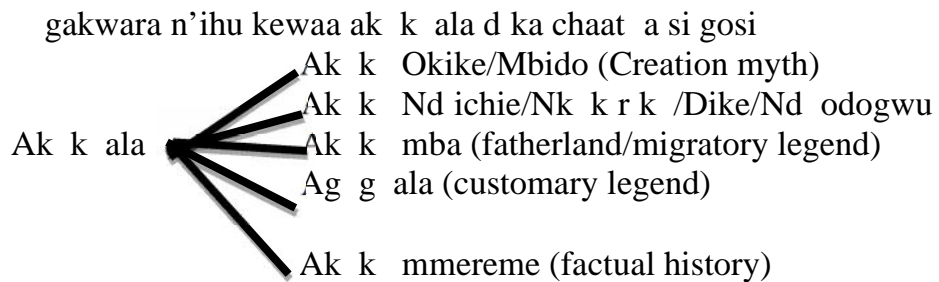 gakwara n’ihu kewaa ak k ala d ka chaat a si gosi
Ak k Okike/Mbido (Creation myth)
Ak k Nd ichie/Nk k r k /Dike/Nd odogwu
Ak k ala
Ak k mba (fatherland/migratory legend)
Ag g ala (customary legend)
Ak k mmereme (factual history)